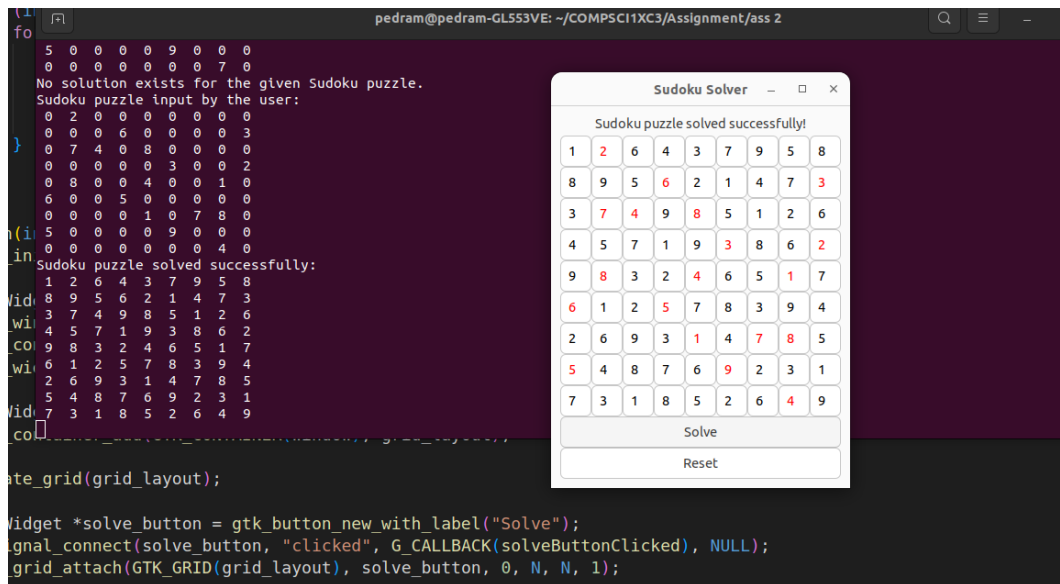 pedram@pedram-GL553VE: ~/COMPSCI1XC3/Assignment/ass 2
fo
5 0 0 0 0 9 0 0 0
0 0 0 0 0 0 0 7 0
No solution exists for the given Sudoku puzzle.
Sudoku puzzle input by the user:
0 2 0 0 0 0 0 0 0
0 0 0 6 0 0 0 0 3
0 7 4 0 8 0 0 0 0
0 0 0 0 0 3 0 0 2
0 8 0 0 4 0 0 1 0
6 0 0 5 0 0 0 0 0
0 0 0 0 1 0 7 8 0
5 0 0 0 0 9 0 0 0
0 0 0 0 0 0 0 4 0
Sudoku puzzle solved successfully:
1 2 6 4 3 7 9 5 8
8 9 5 6 2 1 4 7 3
3 7 4 9 8 5 1 2 6
4 5 7 1 9 3 8 6 2
9 8 3 2 4 6 5 1 7
6 1 2 5 7 8 3 9 4
2 6 9 3 1 4 7 8 5
5 4 8 7 6 9 2 3 1
7 3 1 8 5 2 6 4 9
}
Sudoku Solver
Sudoku puzzle solved successfully!
1 2 6 4 3 7 9 5 8
8 9 5 6 2 1 4 7 3
3 7 4 9 8 5 1 2 6
4 5 7 1 9 3 8 6 2
9 8 3 2 4 6 5 1 7
6 1 2 5 7 8 3 9 4
2 6 9 3 1 4 7 8 5
5 4 8 7 6 9 2 3 1
7 3 1 8 5 2 6 4 9
Solve
Reset
ate_grid(grid_layout);
Widget *solve_button = gtk_button_new_with_label("Solve");
ignal_connect(solve_button, "clicked", G_CALLBACK(solveButtonClicked), NULL);
_grid_attach(GTK_GRID(grid_layout), solve_button, 0, N, N, 1);